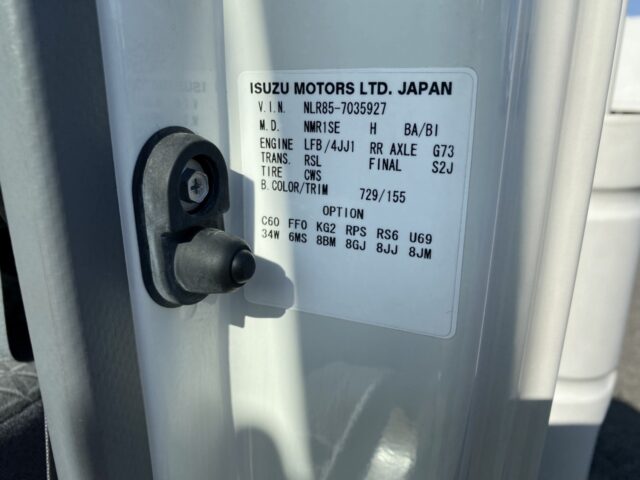 ISUZU MOTORS LTD. JAPAN
V.I.N. NLR85-7035927
M.D. NMR1SE H BA/BI
ENGINE LFB/4JJ1 RR AXLE G73
TRANS. RSL FINAL S2J
TIRE CWS
B.COLOR/TRIM 729/155
OPTION
C60 FF0 KG2 RPS RS6 U69
34W 6MS 8BM 8GJ 8JJ 8JM